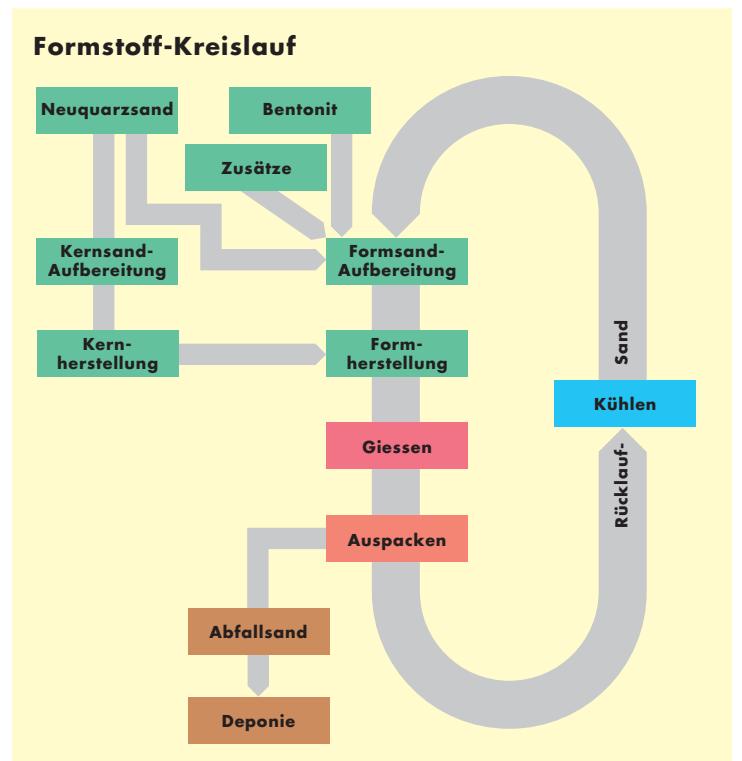 Formstoff-Kreislauf
Neuquarzsand
Bentonit
Zusätze
Kernsand-
Aufbereitung
Formsand-
Aufbereitung
Kern-
herstellung
Form-
herstellung
Giessen
Auspacken
Abfallsand
Deponie
Kühlen
Rücklauf-
Sand